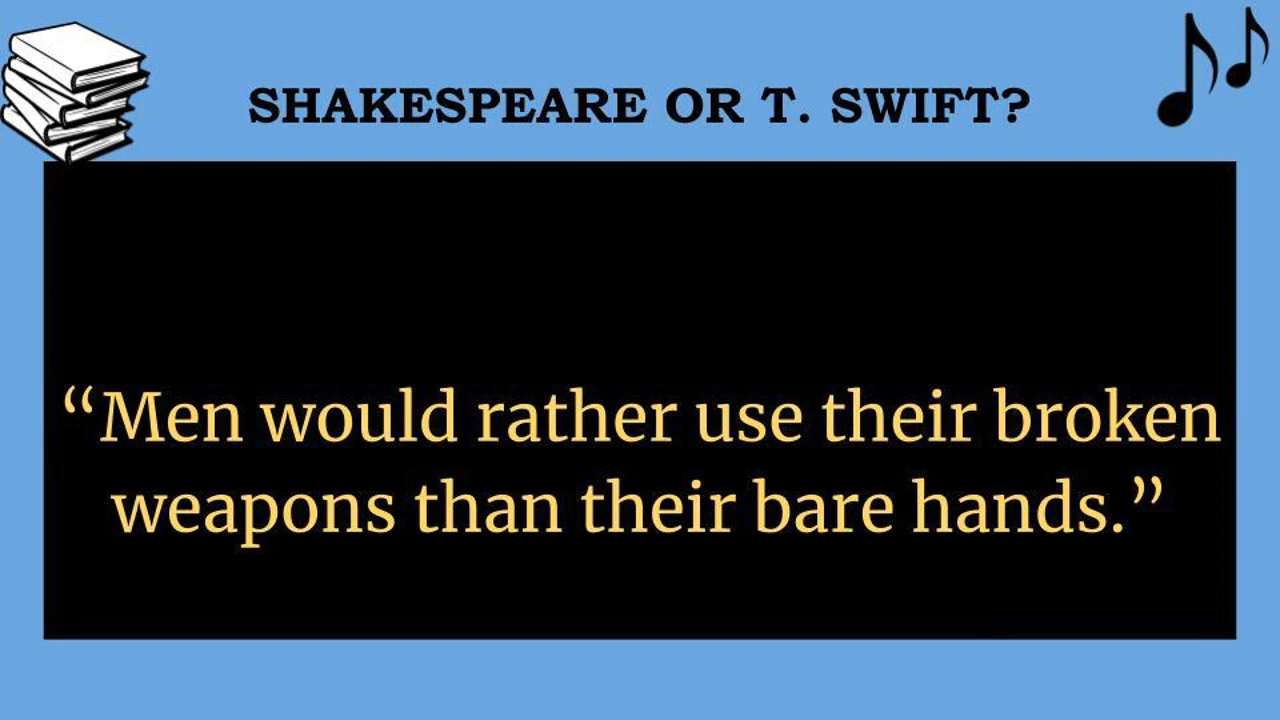 SHAKESPEARE OR T. SWIFT?
“Men would rather use their broken
weapons than their bare hands.”